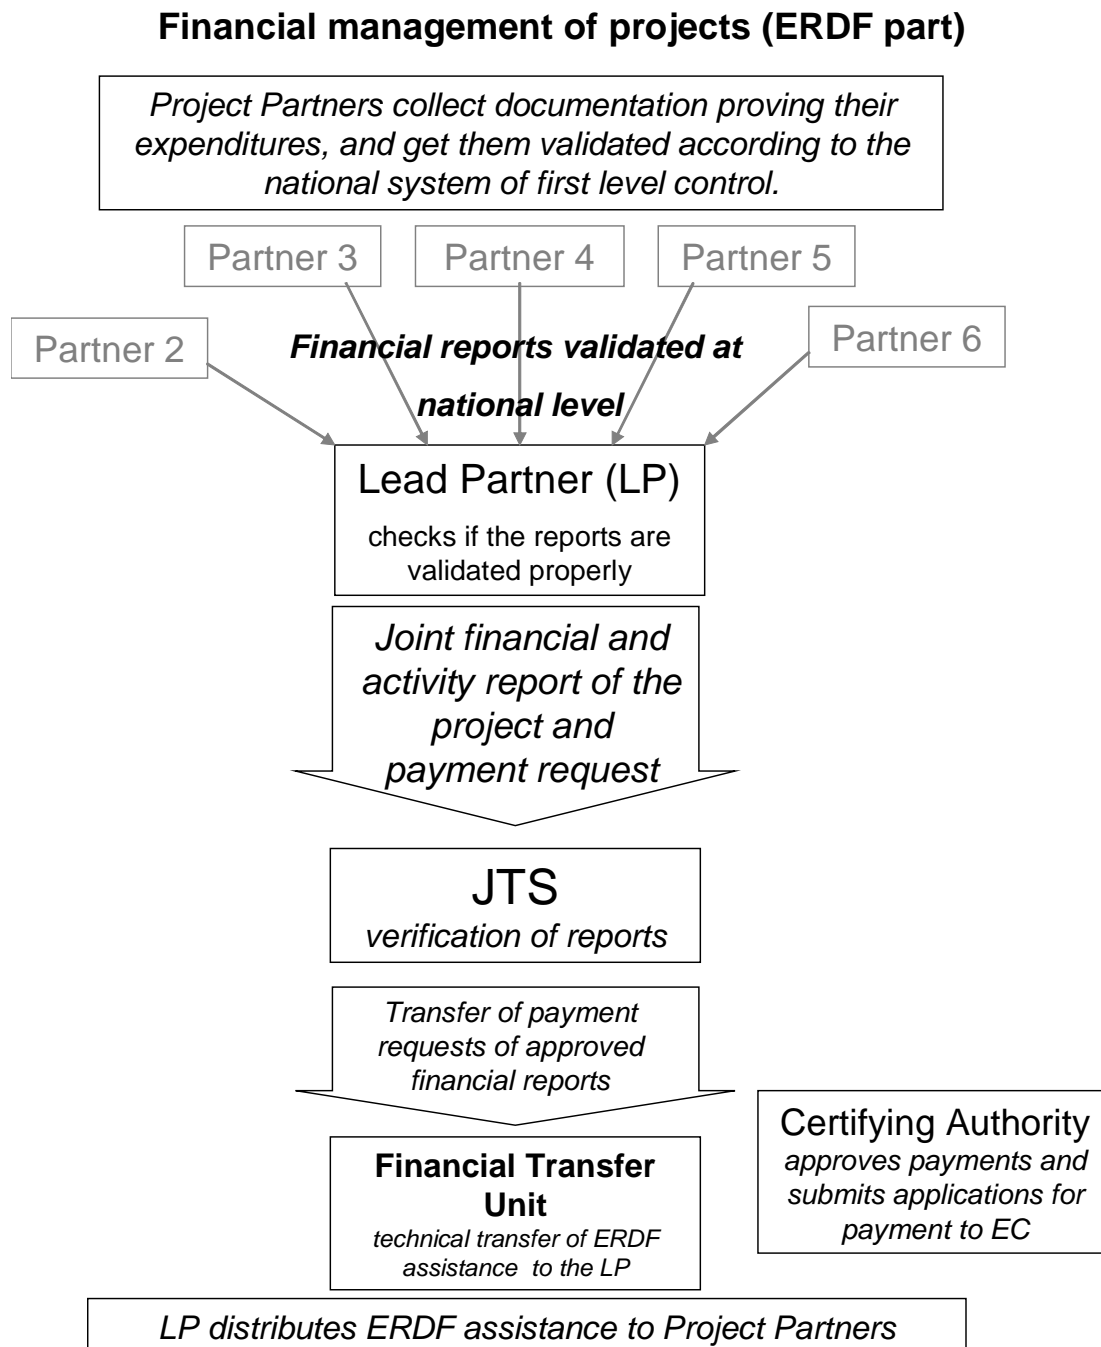 Financial management of projects (ERDF part)
Project Partners collect documentation proving their
expenditures, and get them validated according to the
national system of first level control.
Partner 3
Partner 4
Partner 5
Partner 2
Partner 6
Financial reports validated at
national level
Lead Partner (LP)
checks if the reports are
validated properly
Joint financial and
activity report of the
project and
payment request
JTS
verification of reports
Transfer of payment
requests of approved
financial reports
Certifying Authority
approves payments and
submits applications for
payment to EC
Financial Transfer
Unit
technical transfer of ERDF
assistance to the LP
LP distributes ERDF assistance to Project Partners